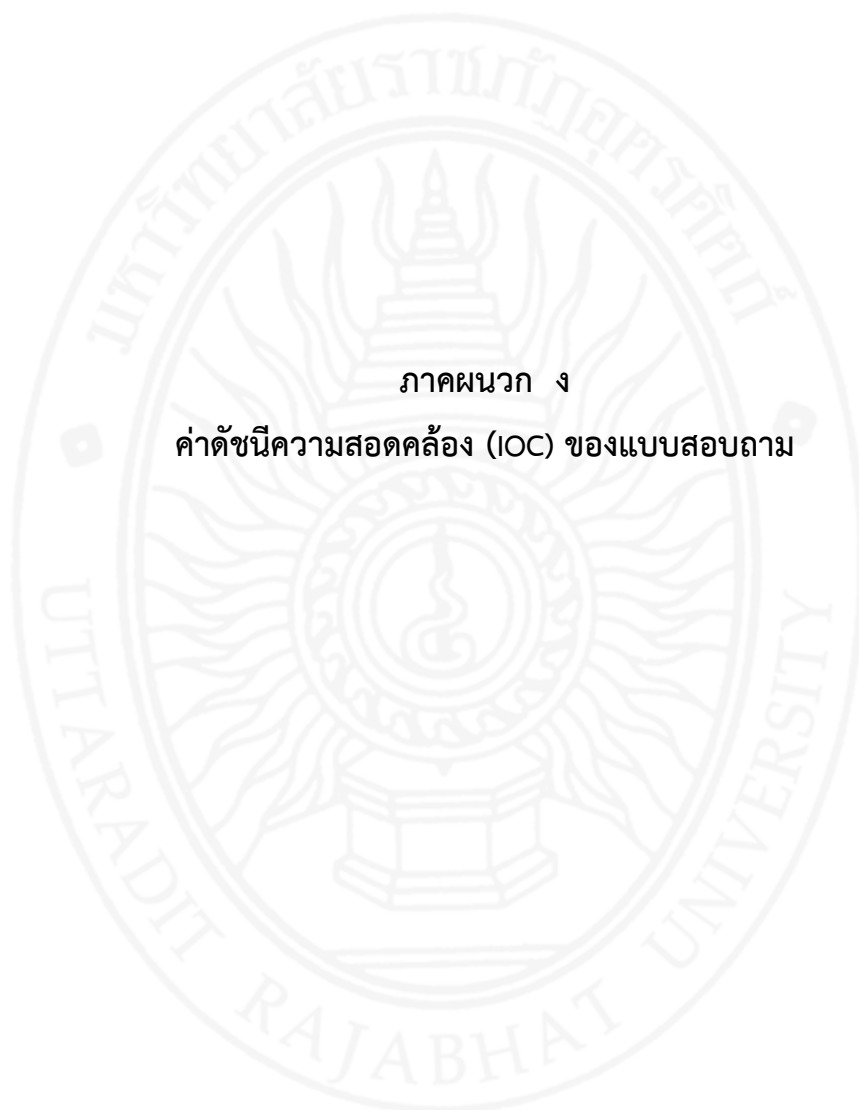 มหาวิทยาลัยราชภัฏอุตรดิตถ์
ภาคผนวก ง
ค่าดัชนีความสอดคล้อง (IOC) ของแบบสอบถาม
UTTARADIT RAJABHAT UNIVERSITY